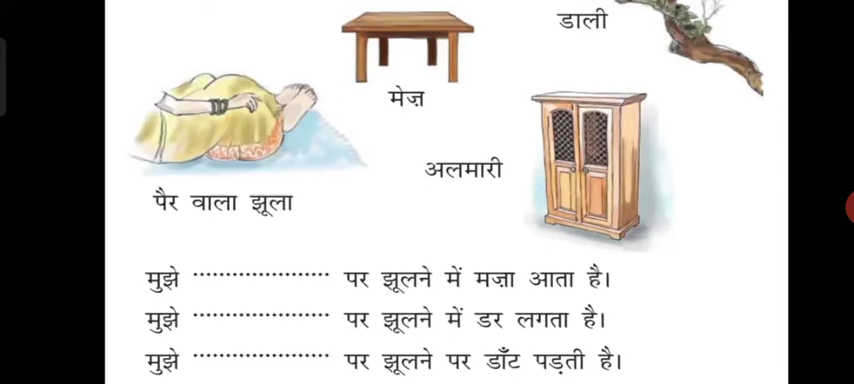 डाली
मेज़
अलमारी
पैर वाला झूला
मुझे ..................... पर झूलने में मज़ा आता है।
मुझे ..................... पर झूलने में डर लगता है।
मुझे ..................... पर झूलने पर डाँट पड़ती है।